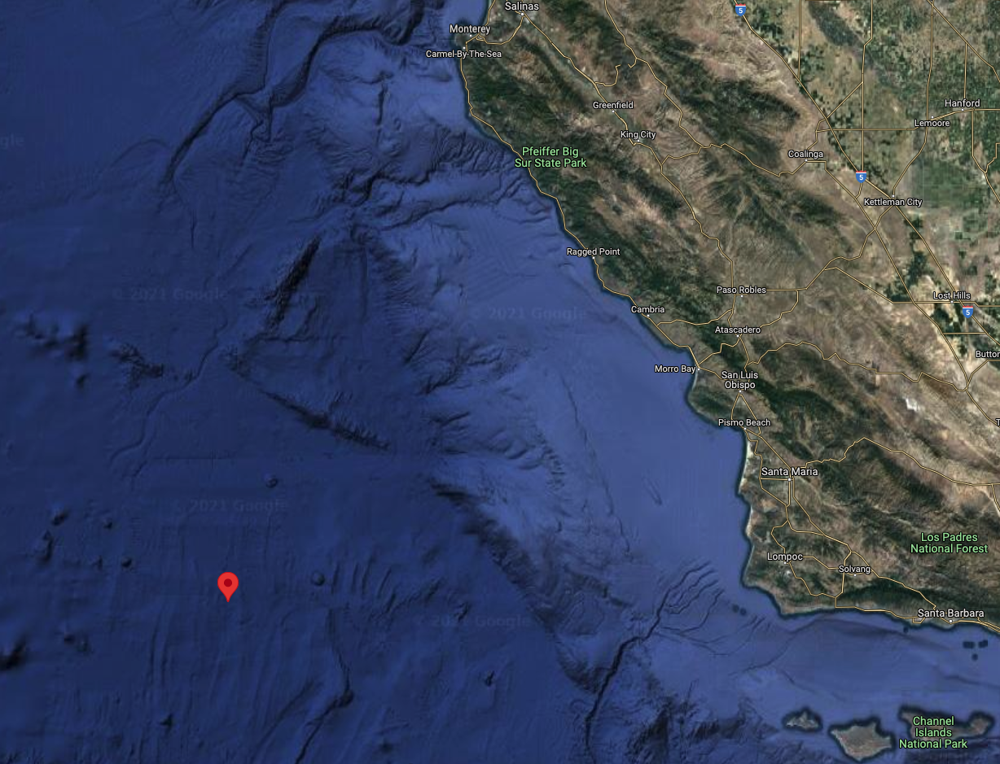 Salinas
5
Monterey
Carmel-By-The-Sea
Greenfield
Hanford
Lemoore
King City
gle
Pfeiffer Big
Sur State Park
Coalinga
5
Kettleman City
Ragged Point
© 2021 Google
Paso Robles
Lost Hills
Cambria
© 2021 Google
5
Atascadero
Button
Morro Bay
San Luis
Obispo
Pismo Beach
Santa Maria
© 2021 Google
Los Padres
National Forest
Lompoc
Solvang
Santa Barbara
2021 Google
Channel
Islands
National Park